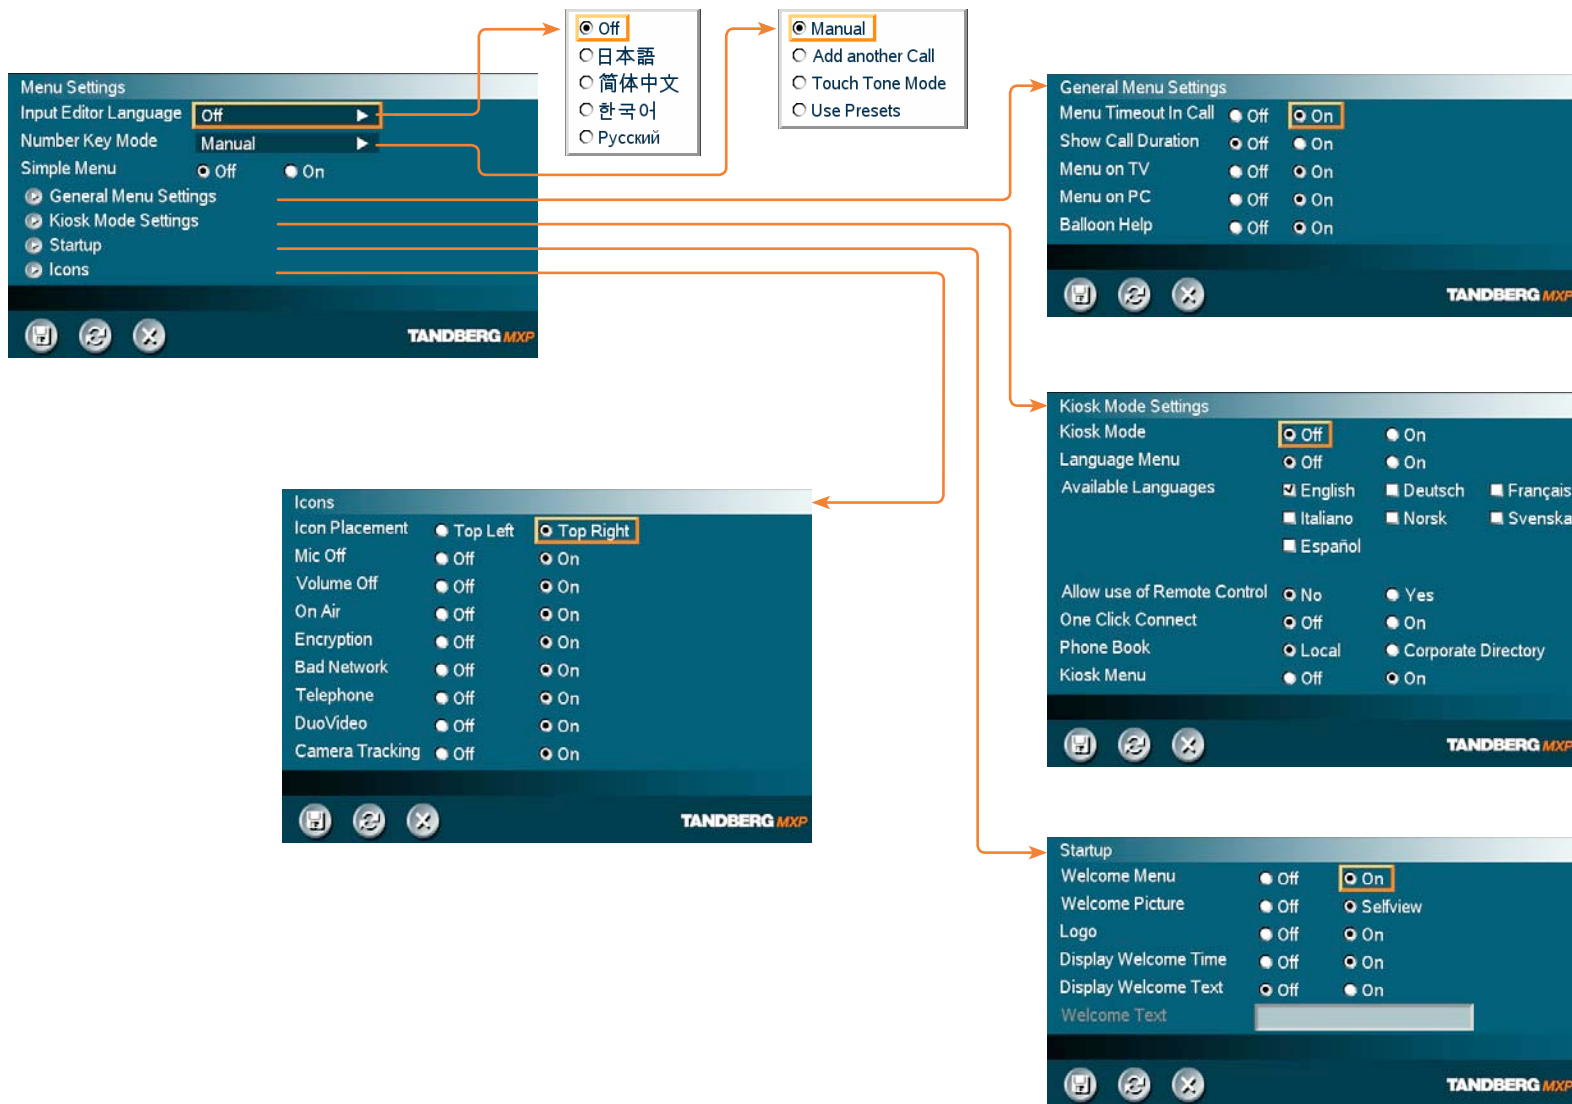 Off
日本語
简体中文
한국어
Русский
Manual
Add another Call
Touch Tone Mode
Use Presets
Menu Settings
Input Editor Language Off
Number Key Mode Manual
Simple Menu Off On
General Menu Settings
Kiosk Mode Settings
Startup
Icons
TANDBERG MXP
General Menu Settings
Menu Timeout In Call Off On
Show Call Duration Off On
Menu on TV Off On
Menu on PC Off On
Balloon Help Off On
TANDBERG MXP
Kiosk Mode Settings
Kiosk Mode Off On
Language Menu Off On
Available Languages English Deutsch Français
Italiano Norsk Svenska
Español
Allow use of Remote Control No Yes
One Click Connect Off On
Phone Book Local Corporate Directory
Kiosk Menu Off On
TANDBERG MXP
Icons
Icon Placement Top Left Top Right
Mic Off Off On
Volume Off Off On
On Air Off On
Encryption Off On
Bad Network Off On
Telephone Off On
DuoVideo Off On
Camera Tracking Off On
TANDBERG MXP
Startup
Welcome Menu Off On
Welcome Picture Off Selfview
Logo Off On
Display Welcome Time Off On
Display Welcome Text Off On
Welcome Text
TANDBERG MXP